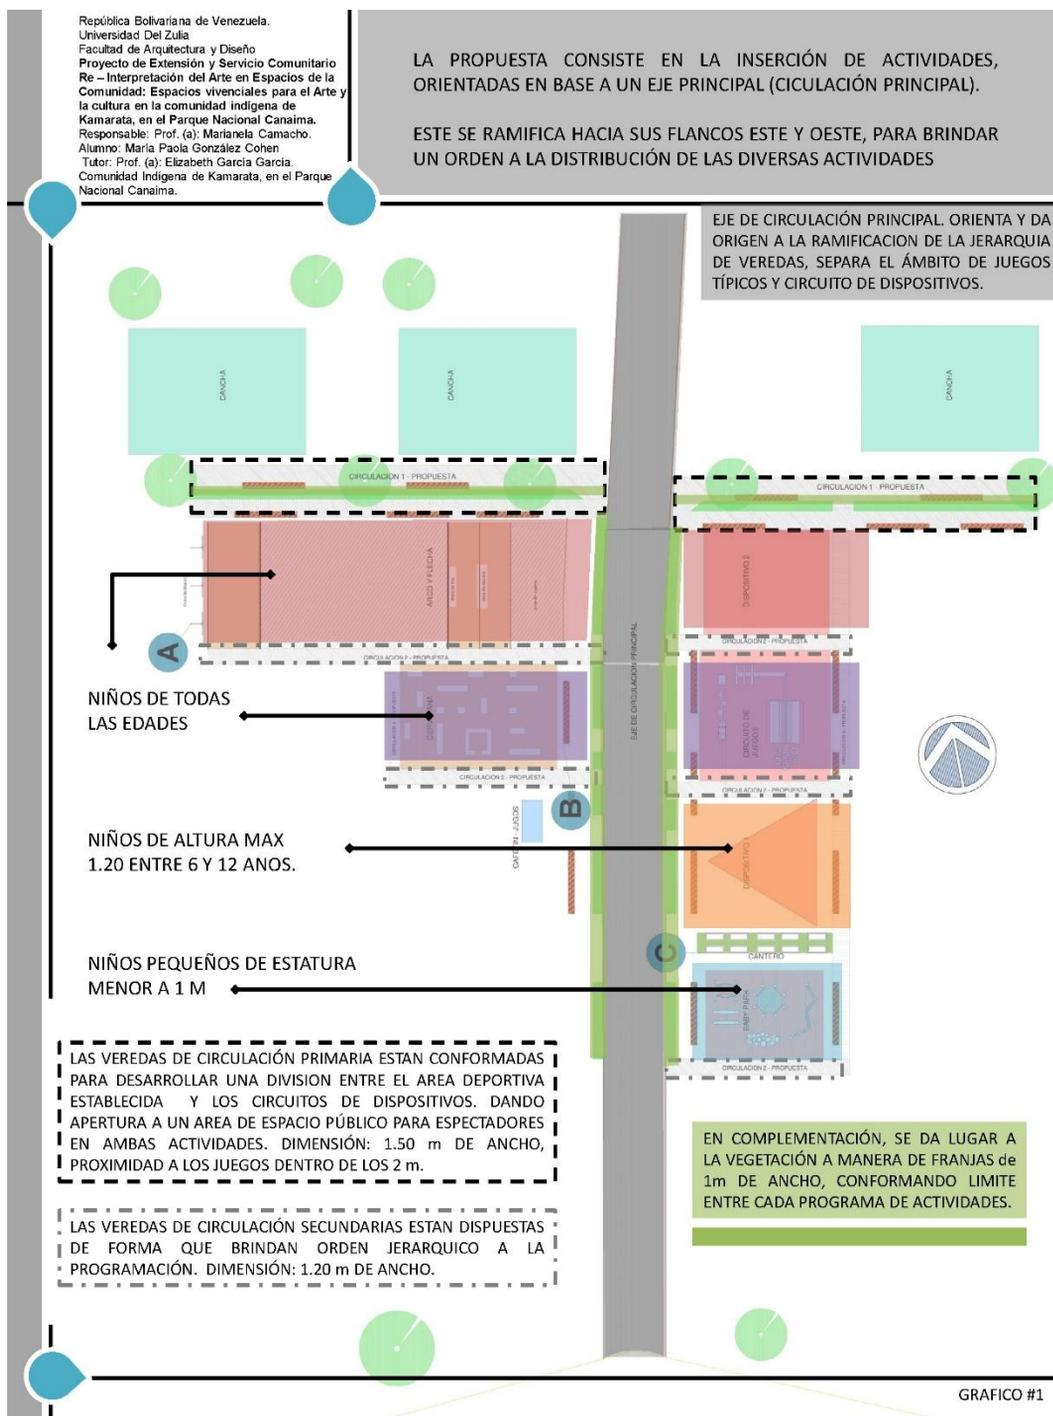 República Bolivariana de Venezuela.
Universidad Del Zulia
Facultad de Arquitectura y Diseño
Proyecto de Extensión y Servicio Comunitario
Re – Interpretación del Arte en Espacios de la
Comunidad: Espacios vivenciales para el Arte y
la cultura en la comunidad indígena de
Kamarata, en el Parque Nacional Canaima.
Responsable: Prof. (a): Marianela Camacho.
Alumno: María Paola González Cohen
Tutor: Prof. (a): Elizabeth García García.
Comunidad Indígena de Kamarata, en el Parque
Nacional Canaima.
LA PROPUESTA CONSISTE EN LA INSERCIÓN DE ACTIVIDADES,
ORIENTADAS EN BASE A UN EJE PRINCIPAL (CICULACIÓN PRINCIPAL).
ESTE SE RAMIFICA HACIA SUS FLANCOS ESTE Y OESTE, PARA BRINDAR
UN ORDEN A LA DISTRIBUCIÓN DE LAS DIVERSAS ACTIVIDADES
EJE DE CIRCULACIÓN PRINCIPAL. ORIENTA Y DA
ORIGEN A LA RAMIFICACION DE LA JERARQUIA
DE VEREDAS, SEPARA EL ÁMBITO DE JUEGOS
TÍPICOS Y CIRCUITO DE DISPOSITIVOS.
CANCHA
CANCHA
CANCHA
CIRCULACION 1 - PROPUESTA
CIRCULACION 1 - PROPUESTA
ARCO Y FLECHA
DISPOSITIVO 2
EJE DE CIRCULACIÓN PRINCIPAL
A
CIRCULACION 2 - PROPUESTA
CIRCULACION 2 - PROPUESTA
NIÑOS DE TODAS
LAS EDADES
CIRCUITO DE
JUEGOS
CIRCULACION 2 - PROPUESTA
CIRCULACION 2 - PROPUESTA
B
CAFETIN - JUGOS
NIÑOS DE ALTURA MAX
1.20 ENTRE 6 Y 12 ANOS.
C
CANTERO
NIÑOS PEQUEÑOS DE ESTATURA
MENOR A 1 M
BABY PARK
CIRCULACION 2 - PROPUESTA
LAS VEREDAS DE CIRCULACIÓN PRIMARIA ESTAN CONFORMADAS
PARA DESARROLLAR UNA DIVISION ENTRE EL AREA DEPORTIVA
ESTABLECIDA Y LOS CIRCUITOS DE DISPOSITIVOS. DANDO
APERTURA A UN AREA DE ESPACIO PÚBLICO PARA ESPECTADORES
EN AMBAS ACTIVIDADES. DIMENSIÓN: 1.50 m DE ANCHO,
PROXIMIDAD A LOS JUEGOS DENTRO DE LOS 2 m.
EN COMPLEMENTACIÓN, SE DA LUGAR A
LA VEGETACIÓN A MANERA DE FRANJAS de
1m DE ANCHO, CONFORMANDO LIMITE
ENTRE CADA PROGRAMA DE ACTIVIDADES.
LAS VEREDAS DE CIRCULACIÓN SECUNDARIAS ESTAN DISPUESTAS
DE FORMA QUE BRINDAN ORDEN JERARQUICO A LA
PROGRAMACIÓN. DIMENSIÓN: 1.20 m DE ANCHO.
GRAFICO #1